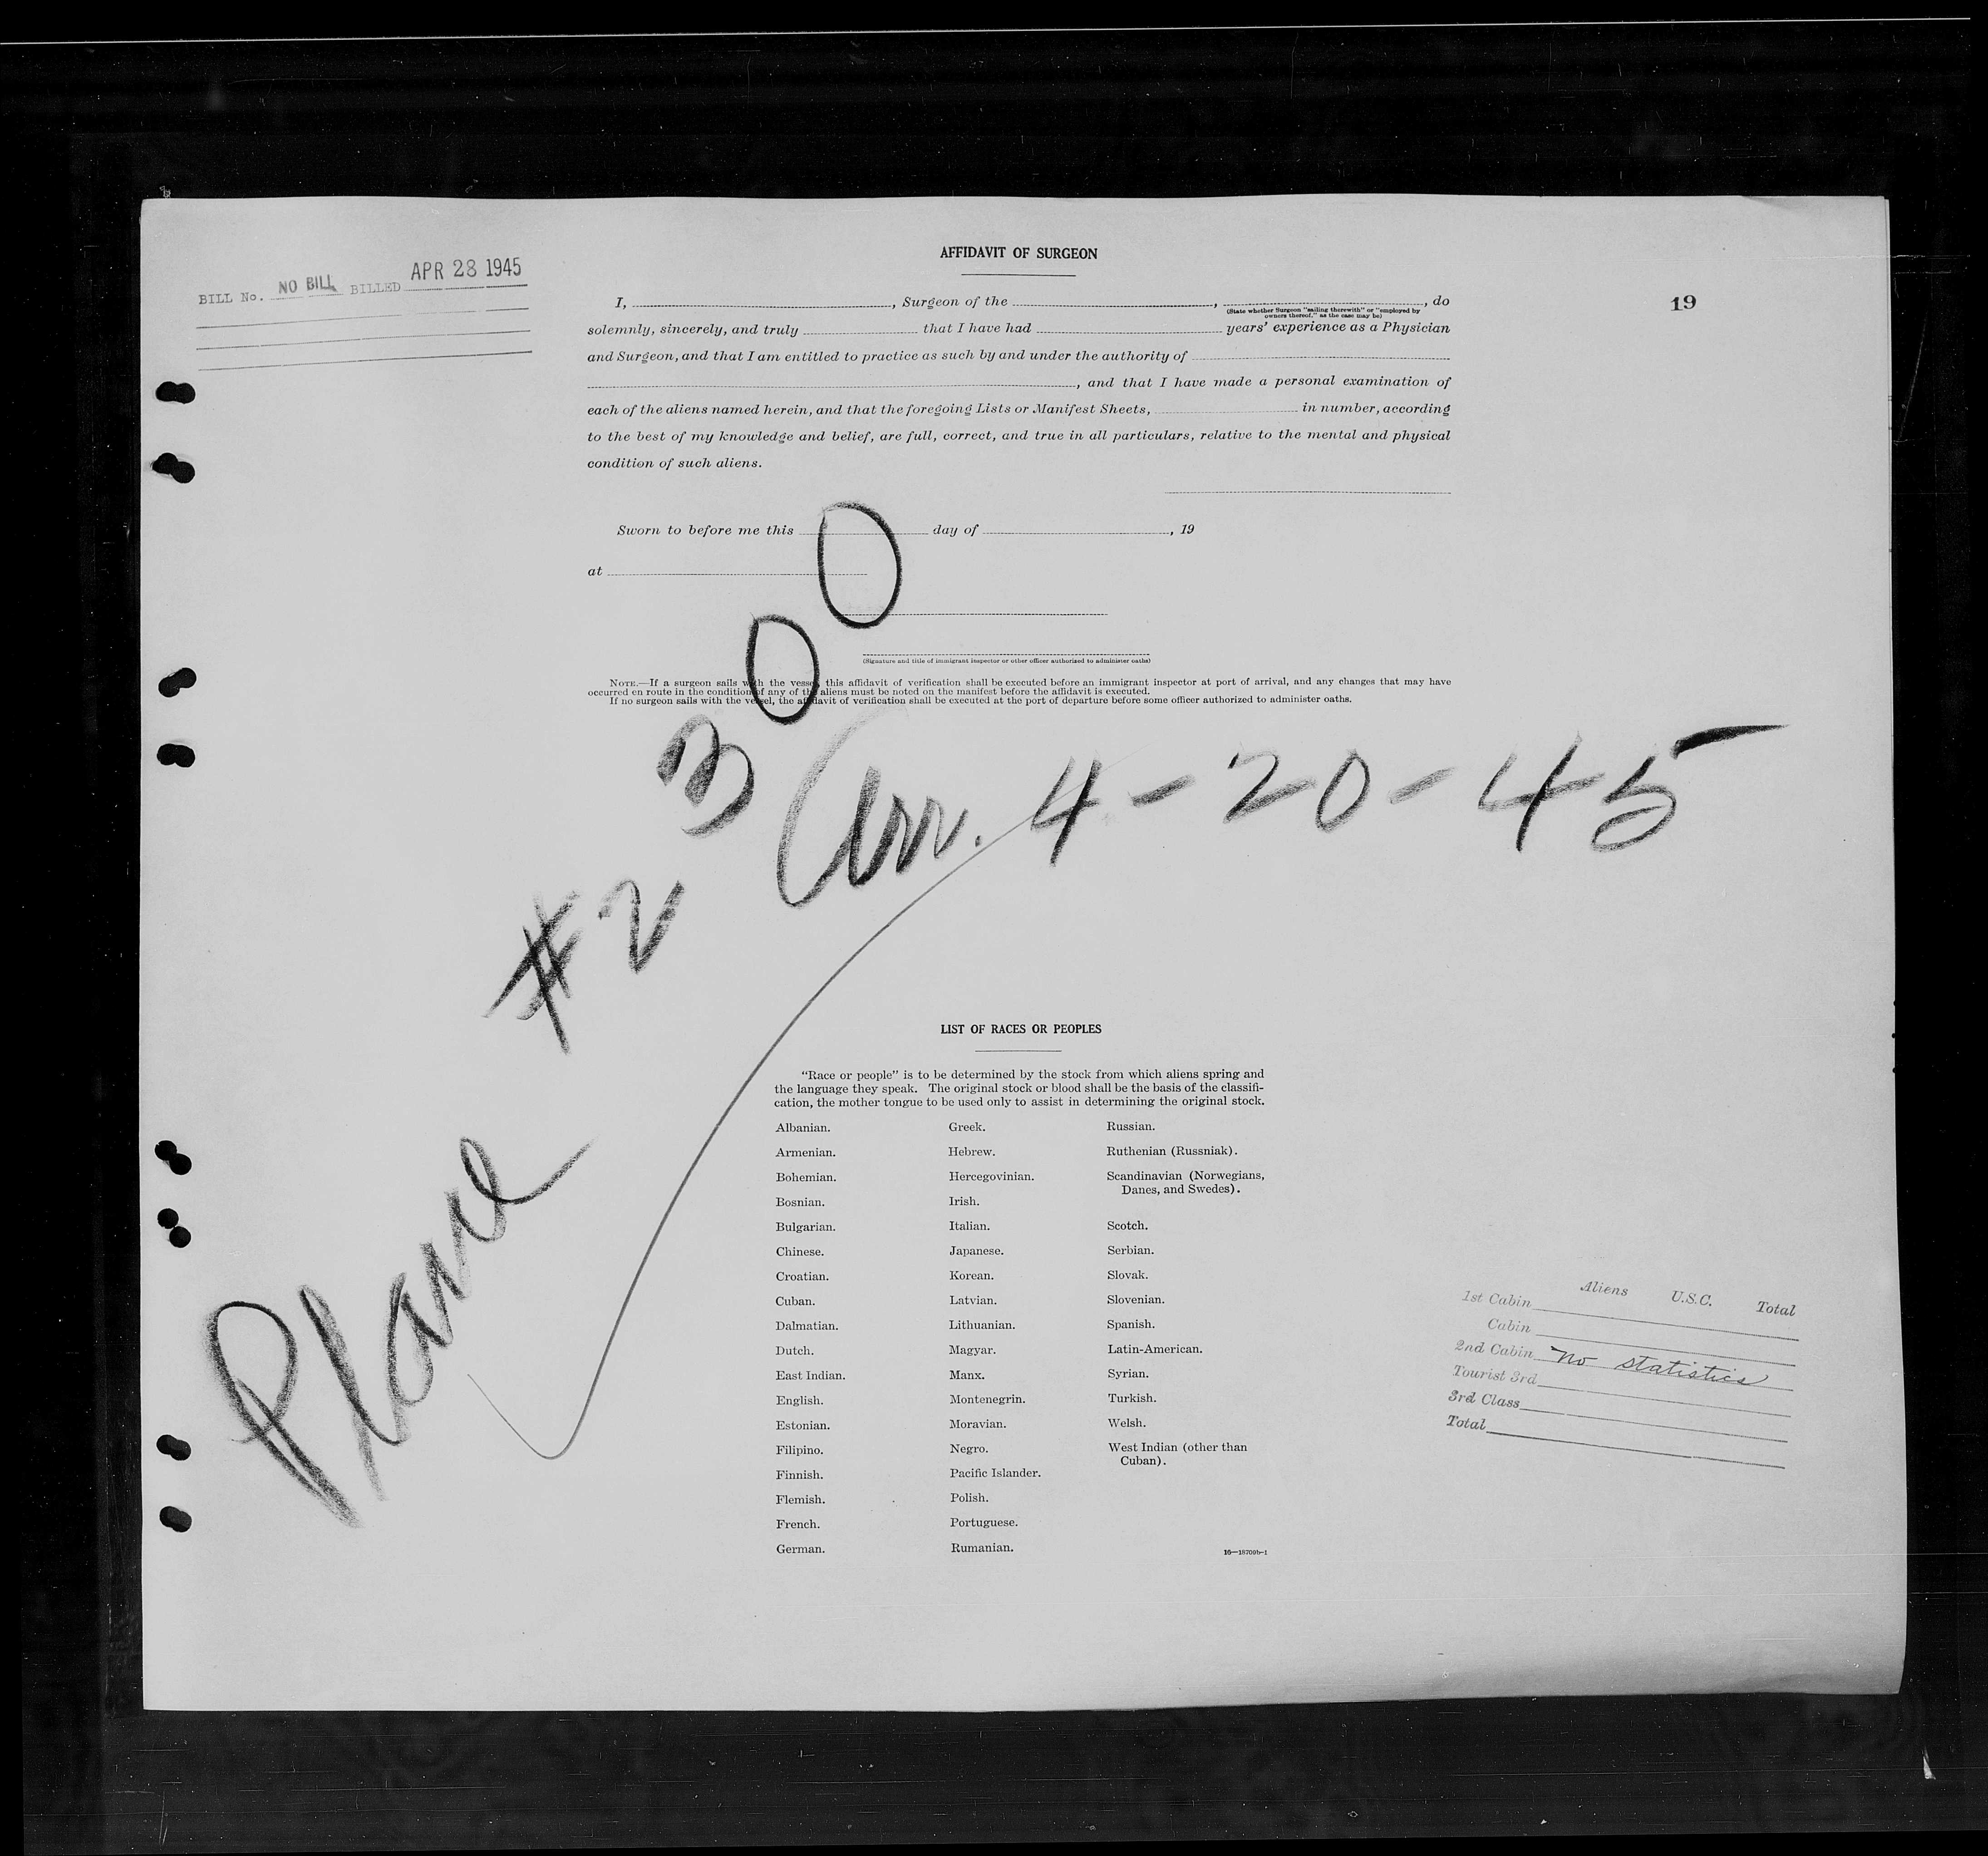 BILL No. NO BILL BILLED APR 28 1945
19
AFFIDAVIT OF SURGEON
I, , Surgeon of the , , do
(State whether Surgeon "sailing therewith" or "employed by
owners thereof," as the case may be)
solemnly, sincerely, and truly that I have had years' experience as a Physician
and Surgeon, and that I am entitled to practice as such by and under the authority of
, and that I have made a personal examination of
each of the aliens named herein, and that the foregoing Lists or Manifest Sheets, in number, according
to the best of my knowledge and belief, are full, correct, and true in all particulars, relative to the mental and physical
condition of such aliens.
Sworn to before me this day of , 19
at
(Signature and title of immigrant inspector or other officer authorized to administer oaths)
NOTE.—If a surgeon sails with the vessel, this affidavit of verification shall be executed before an immigrant inspector at port of arrival, and any changes that may have
occurred en route in the condition of any of the aliens must be noted on the manifest before the affidavit is executed.
If no surgeon sails with the vessel, the affidavit of verification shall be executed at the port of departure before some officer authorized to administer oaths.
Plane #2300
Arr. 4-20-45
LIST OF RACES OR PEOPLES
"Race or people" is to be determined by the stock from which aliens spring and
the language they speak. The original stock or blood shall be the basis of the classifi-
cation, the mother tongue to be used only to assist in determining the original stock.
Albanian.
Armenian.
Bohemian.
Bosnian.
Bulgarian.
Chinese.
Croatian.
Cuban.
Dalmatian.
Dutch.
East Indian.
English.
Estonian.
Filipino.
Finnish.
Flemish.
French.
German.
Greek.
Hebrew.
Hercegovinian.
Irish.
Italian.
Japanese.
Korean.
Latvian.
Lithuanian.
Magyar.
Manx.
Montenegrin.
Moravian.
Negro.
Pacific Islander.
Polish.
Portuguese.
Rumanian.
Russian.
Ruthenian (Russniak).
Scandinavian (Norwegians,
Danes, and Swedes).
Scotch.
Serbian.
Slovak.
Slovenian.
Spanish.
Latin-American.
Syrian.
Turkish.
Welsh.
West Indian (other than
Cuban).
16—18709b-1
Aliens U.S.C. Total
1st Cabin
Cabin
2nd Cabin no statistics
Tourist 3rd
3rd Class
Total